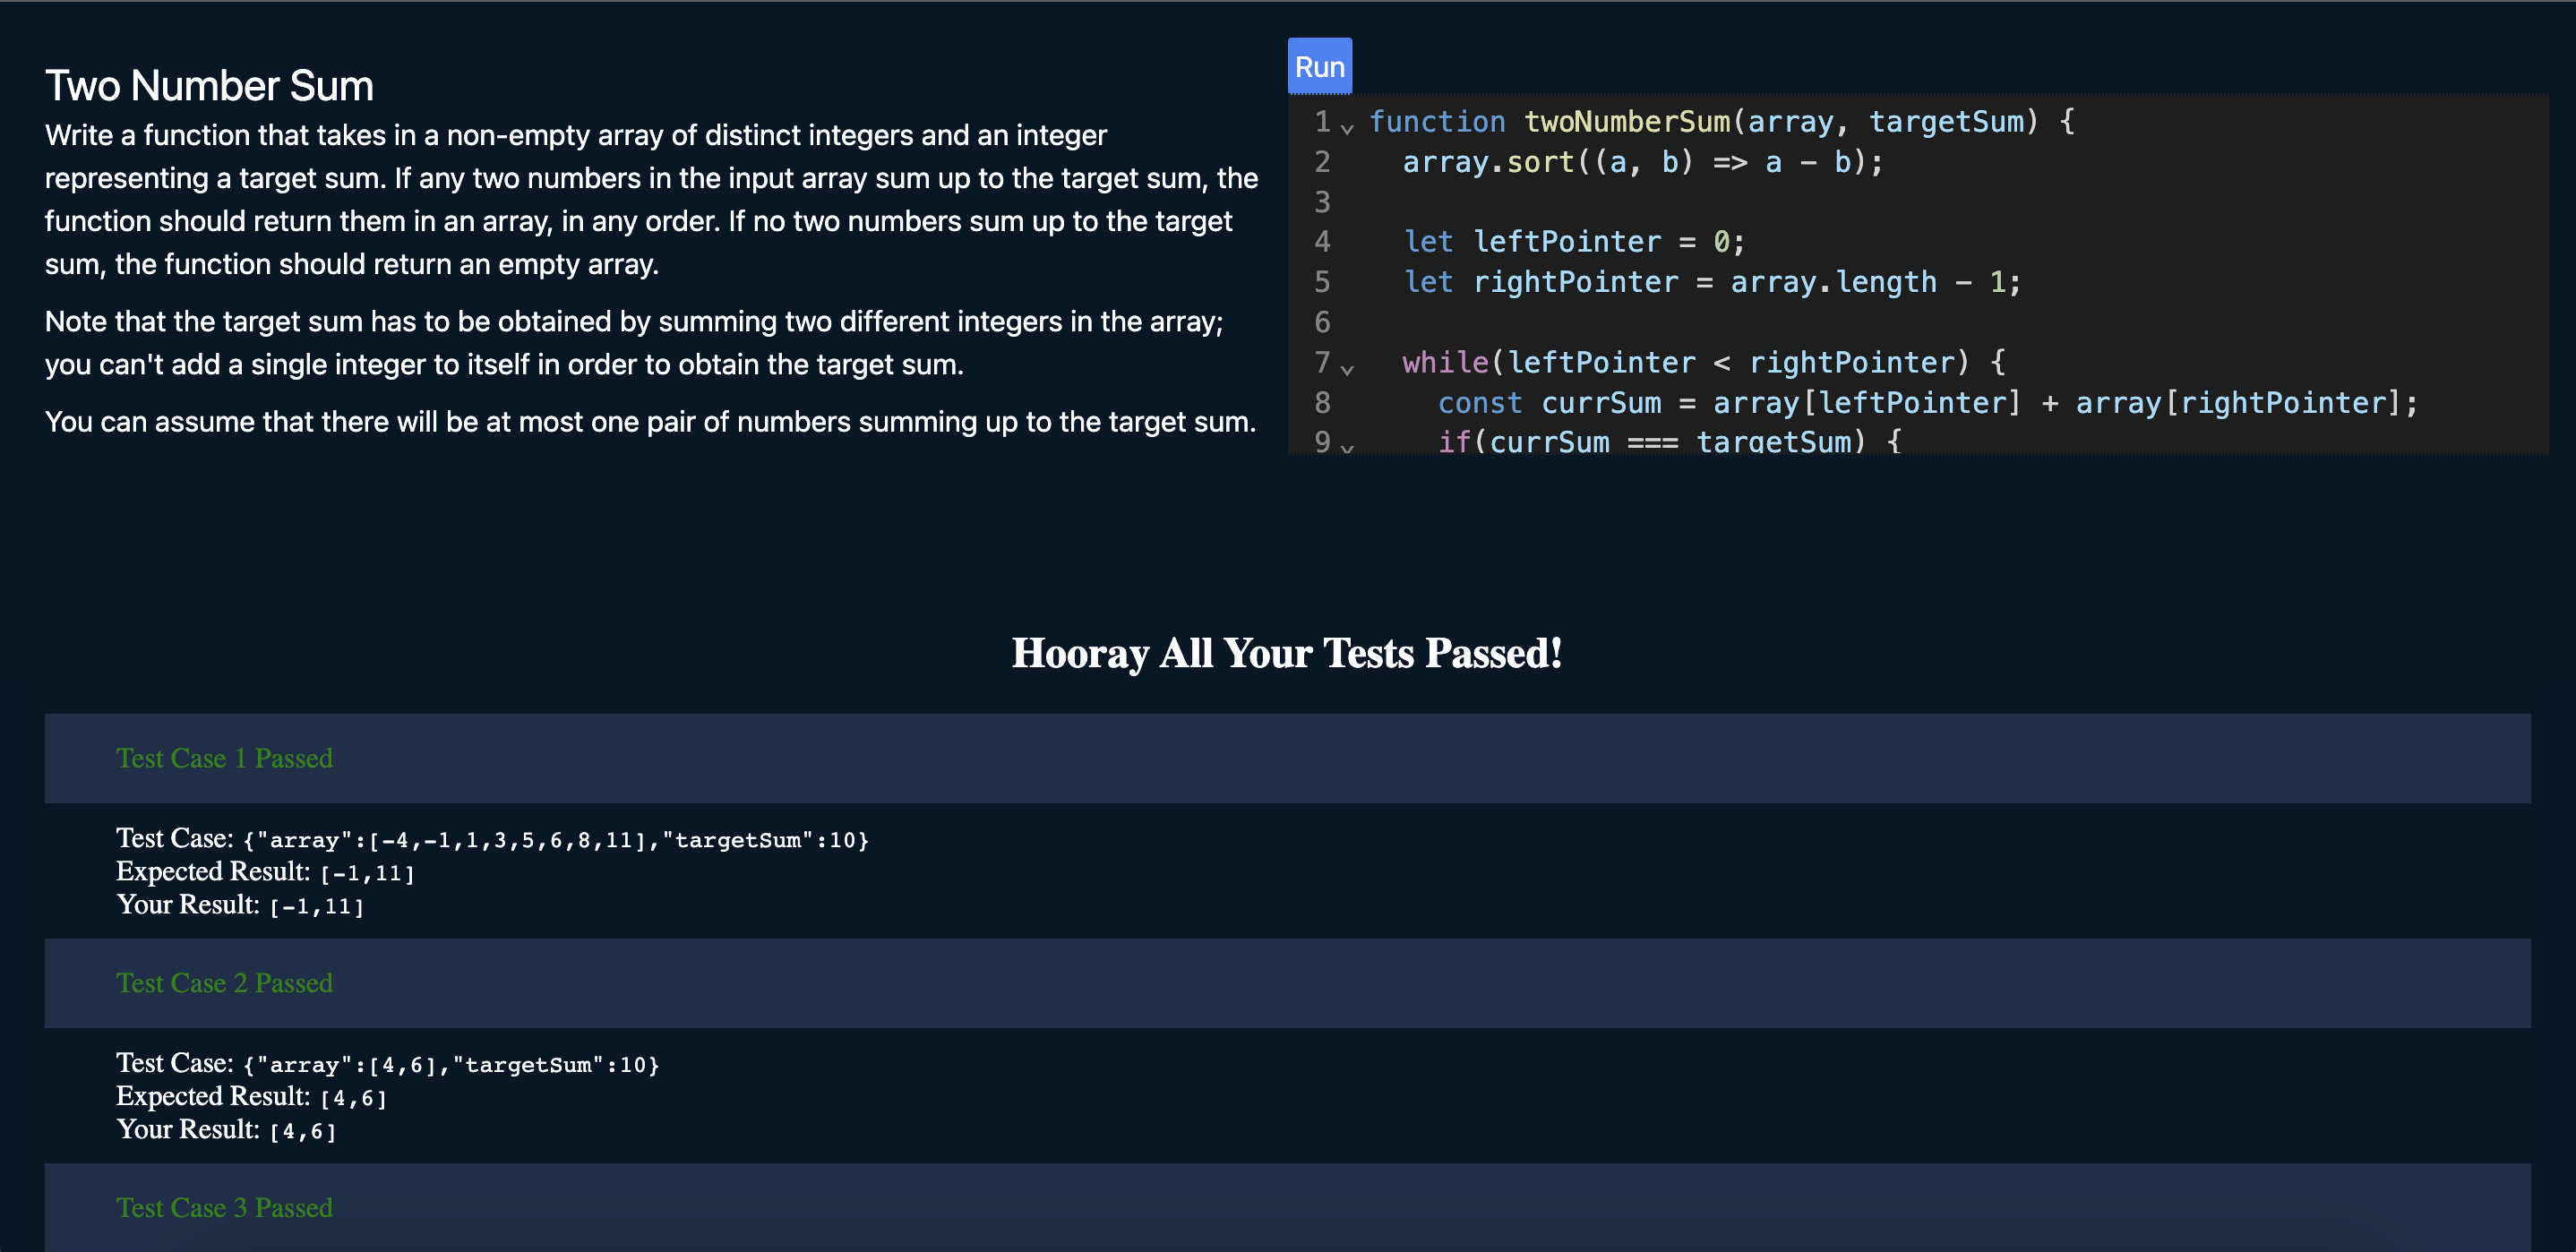 Two Number Sum
Write a function that takes in a non-empty array of distinct integers and an integer
representing a target sum. If any two numbers in the input array sum up to the target sum, the
function should return them in an array, in any order. If no two numbers sum up to the target
sum, the function should return an empty array.
Note that the target sum has to be obtained by summing two different integers in the array;
you can't add a single integer to itself in order to obtain the target sum.
You can assume that there will be at most one pair of numbers summing up to the target sum.
Run
1 function twoNumberSum(array, targetSum) {
2   array.sort((a, b) => a - b);
3
4   let leftPointer = 0;
5   let rightPointer = array.length - 1;
6
7   while(leftPointer < rightPointer) {
8     const currSum = array[leftPointer] + array[rightPointer];
9     if(currSum === targetSum) {
Hooray All Your Tests Passed!
Test Case 1 Passed
Test Case: {"array":[-4,-1,1,3,5,6,8,11],"targetSum":10}
Expected Result: [-1,11]
Your Result: [-1,11]
Test Case 2 Passed
Test Case: {"array":[4,6],"targetSum":10}
Expected Result: [4,6]
Your Result: [4,6]
Test Case 3 Passed